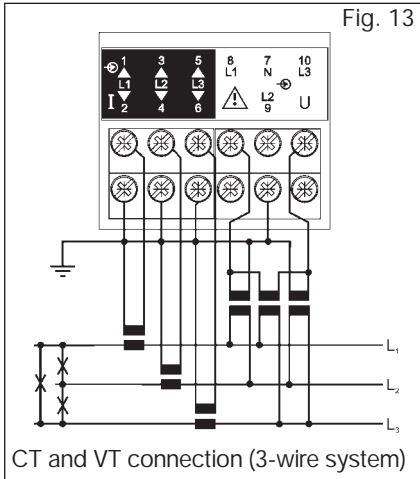 Fig. 13
1 3 5 8 7 10
L1 N L3
L1 L2 L3
I 2 4 6 L2 9 U
L1
L2
L3
CT and VT connection (3-wire system)